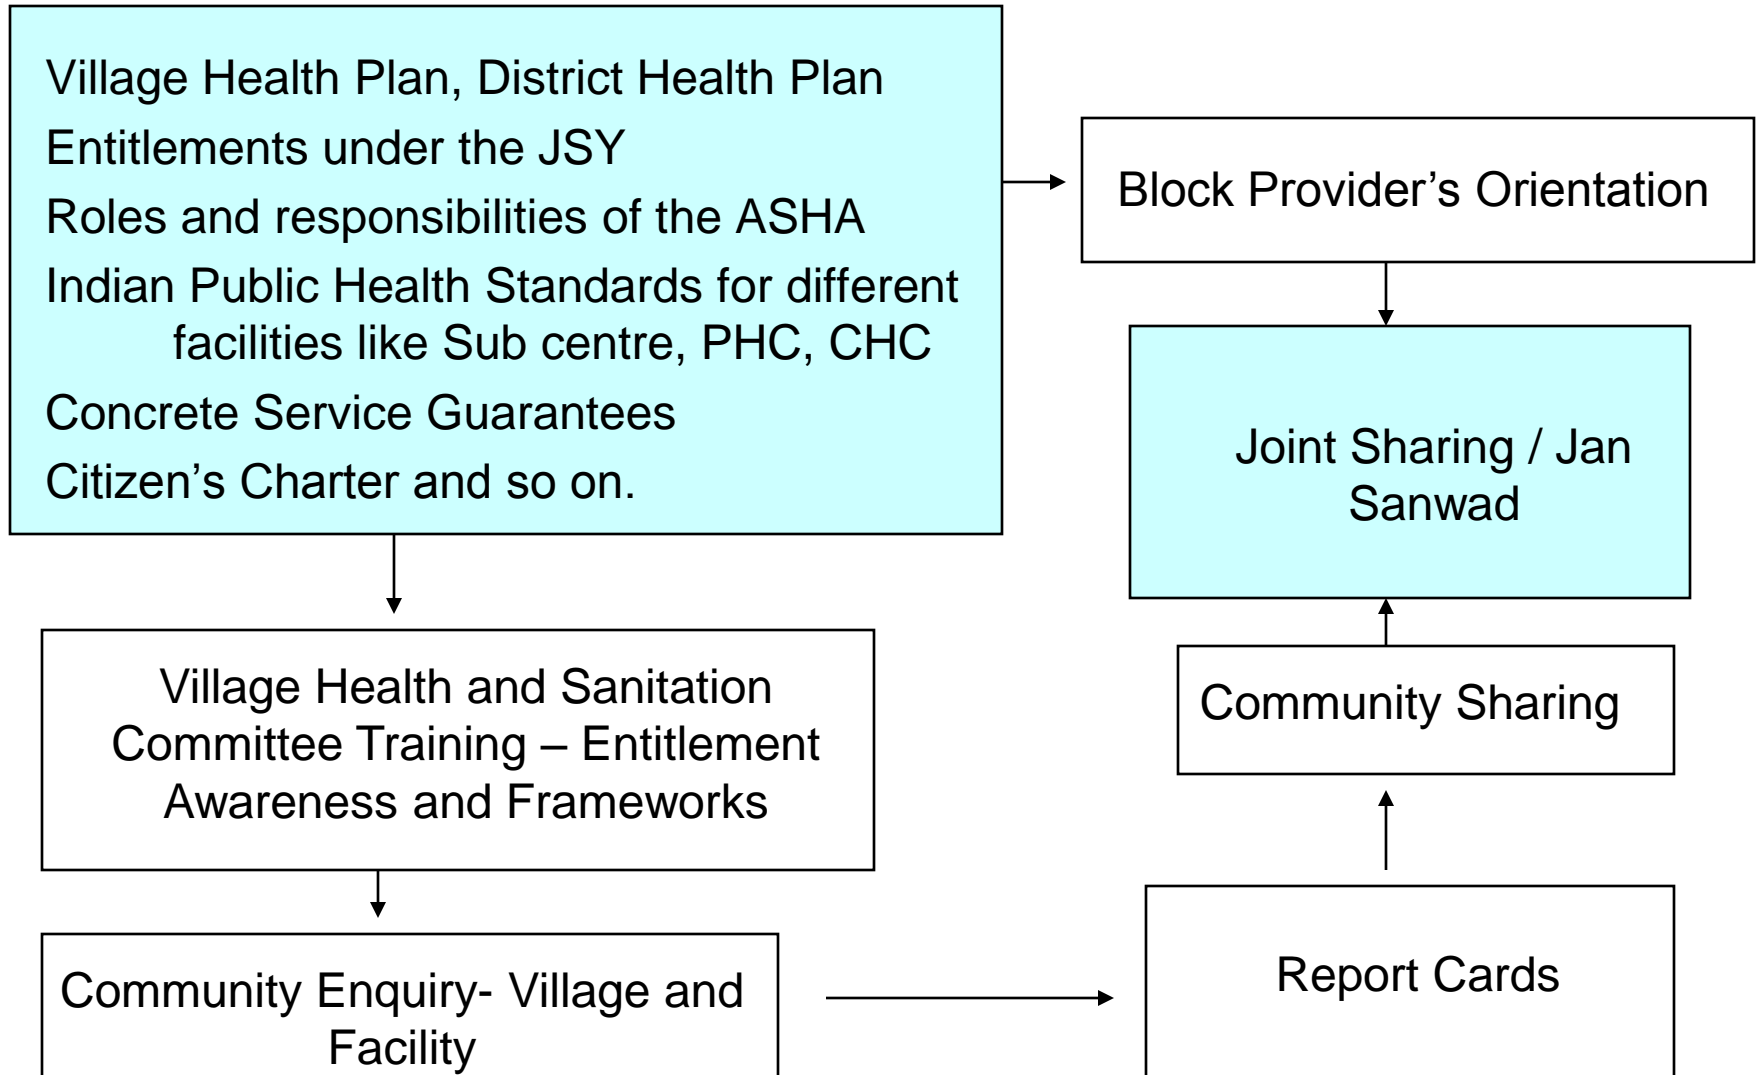 Village Health Plan, District Health Plan
Entitlements under the JSY
Roles and responsibilities of the ASHA
Indian Public Health Standards for different
facilities like Sub centre, PHC, CHC
Concrete Service Guarantees
Citizen’s Charter and so on.
Block Provider’s Orientation
Joint Sharing / Jan
Sanwad
Village Health and Sanitation
Committee Training – Entitlement
Awareness and Frameworks
Community Sharing
Community Enquiry- Village and
Facility
Report Cards